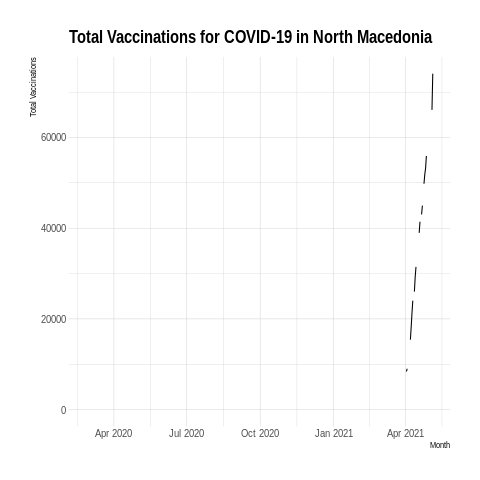 Total Vaccinations for COVID-19 in North Macedonia
Total Vaccinations
60000
40000
20000
0
Apr 2020 Jul 2020 Oct 2020 Jan 2021 Apr 2021
Month